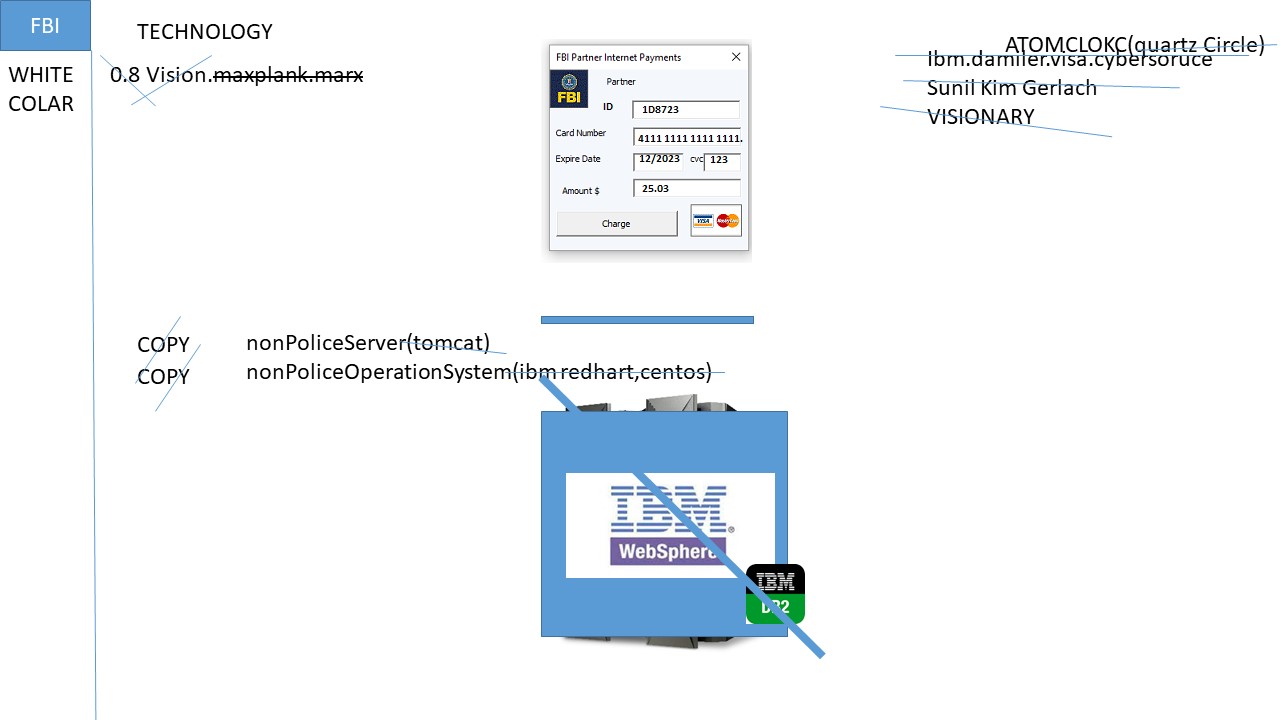 FBI
TECHNOLOGY
WHITE
COLAR
0.8 Vision.maxplank.marx
FBI Partner Internet Payments
FBI
Partner
ID 1D8723
Card Number 4111 1111 1111 1111.
Expire Date 12/2023 cvc 123
Amount $ 25.03
Charge
VISA MasterCard
ATOMCLOKC(quartz Circle)
Ibm.damiler.visa.cybersoruce
Sunil Kim Gerlach
VISIONARY
COPY nonPoliceServer(tomcat)
COPY nonPoliceOperationSystem(ibmredhart,centos)
IBM®
WebSphere
IBM
DB2